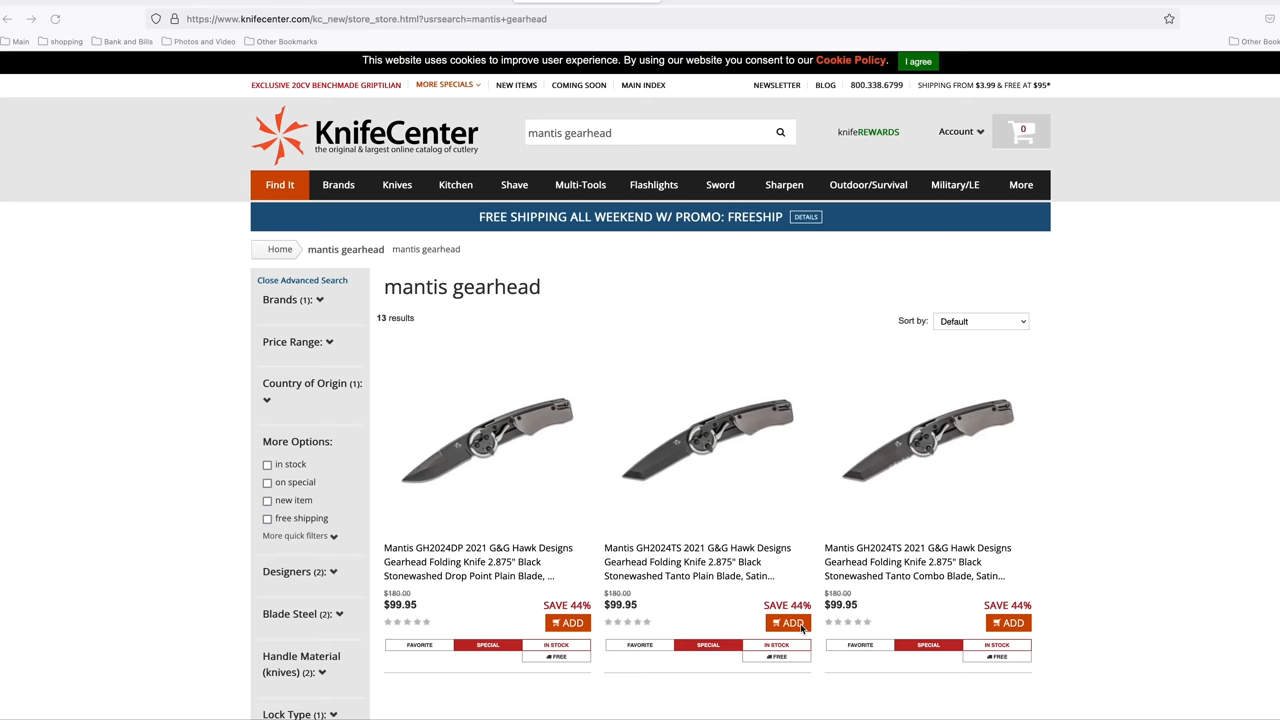 https://www.knifecenter.com/kc_new/store_store.html?usrsearch=mantis+gearhead
Main shopping Bank and Bills Photos and Video Other Bookmarks Other Book
This website uses cookies to improve user experience. By using our website you consent to our Cookie Policy. I agree
EXCLUSIVE 20CV BENCHMADE GRIPTILIAN MORE SPECIALS NEW ITEMS COMING SOON MAIN INDEX NEWSLETTER BLOG 800.338.6799 SHIPPING FROM $3.99 & FREE AT $95*
KnifeCenter
the original & largest online catalog of cutlery
mantis gearhead
knifeREWARDS Account 0
Find It Brands Knives Kitchen Shave Multi-Tools Flashlights Sword Sharpen Outdoor/Survival Military/LE More
FREE SHIPPING ALL WEEKEND W/ PROMO: FREESHIP DETAILS
Home mantis gearhead mantis gearhead
Close Advanced Search
Brands (1):
Price Range:
Country of Origin (1):
More Options:
in stock
on special
new item
free shipping
More quick filters
Designers (2):
Blade Steel (2):
Handle Material
(knives) (2):
Lock Type (1):
mantis gearhead
13 results
Sort by: Default
Mantis GH2024DP 2021 G&G Hawk Designs
Gearhead Folding Knife 2.875" Black
Stonewashed Drop Point Plain Blade, ...
$180.00
$99.95 SAVE 44%
ADD
FAVORITE SPECIAL IN STOCK
FREE
Mantis GH2024TS 2021 G&G Hawk Designs
Gearhead Folding Knife 2.875" Black
Stonewashed Tanto Plain Blade, Satin...
$180.00
$99.95 SAVE 44%
ADD
FAVORITE SPECIAL IN STOCK
FREE
Mantis GH2024TS 2021 G&G Hawk Designs
Gearhead Folding Knife 2.875" Black
Stonewashed Tanto Combo Blade, Satin...
$180.00
$99.95 SAVE 44%
ADD
FAVORITE SPECIAL IN STOCK
FREE